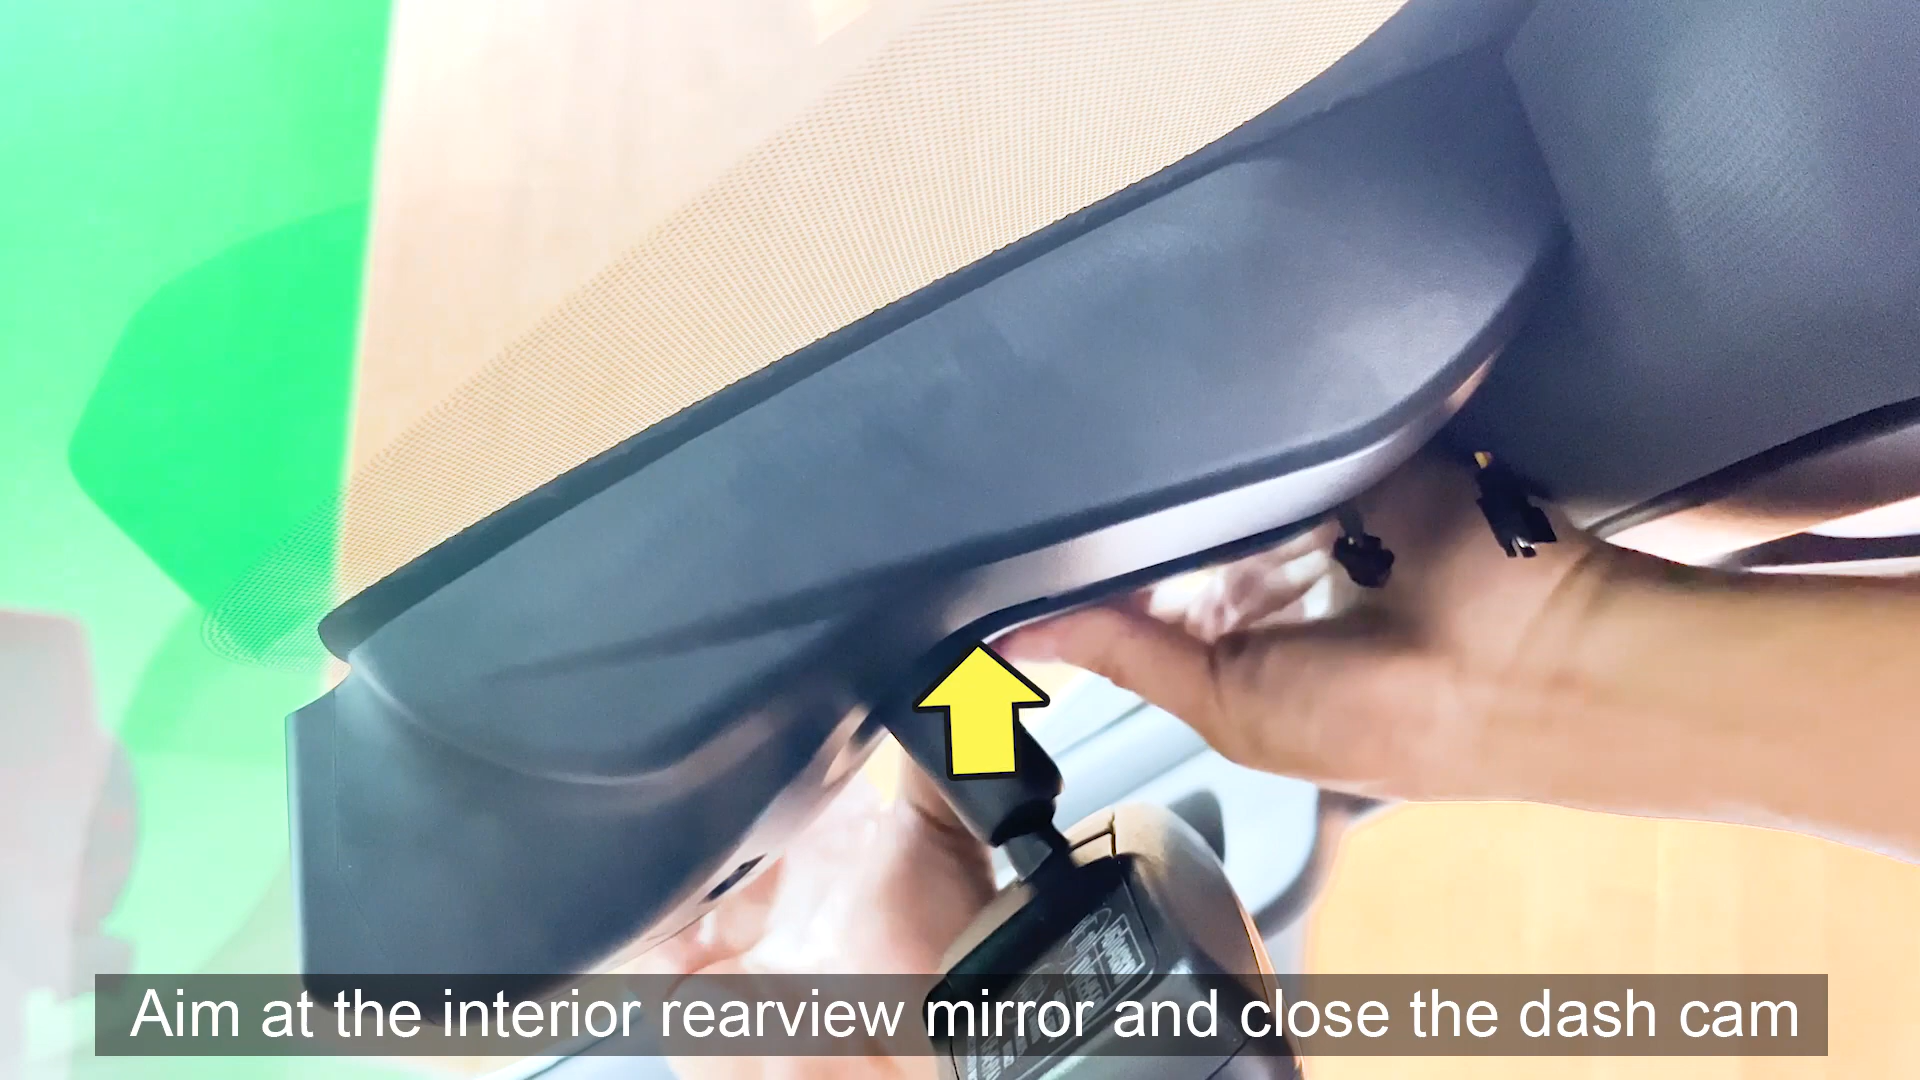 Aim at the interior rearview mirror and close the dash cam